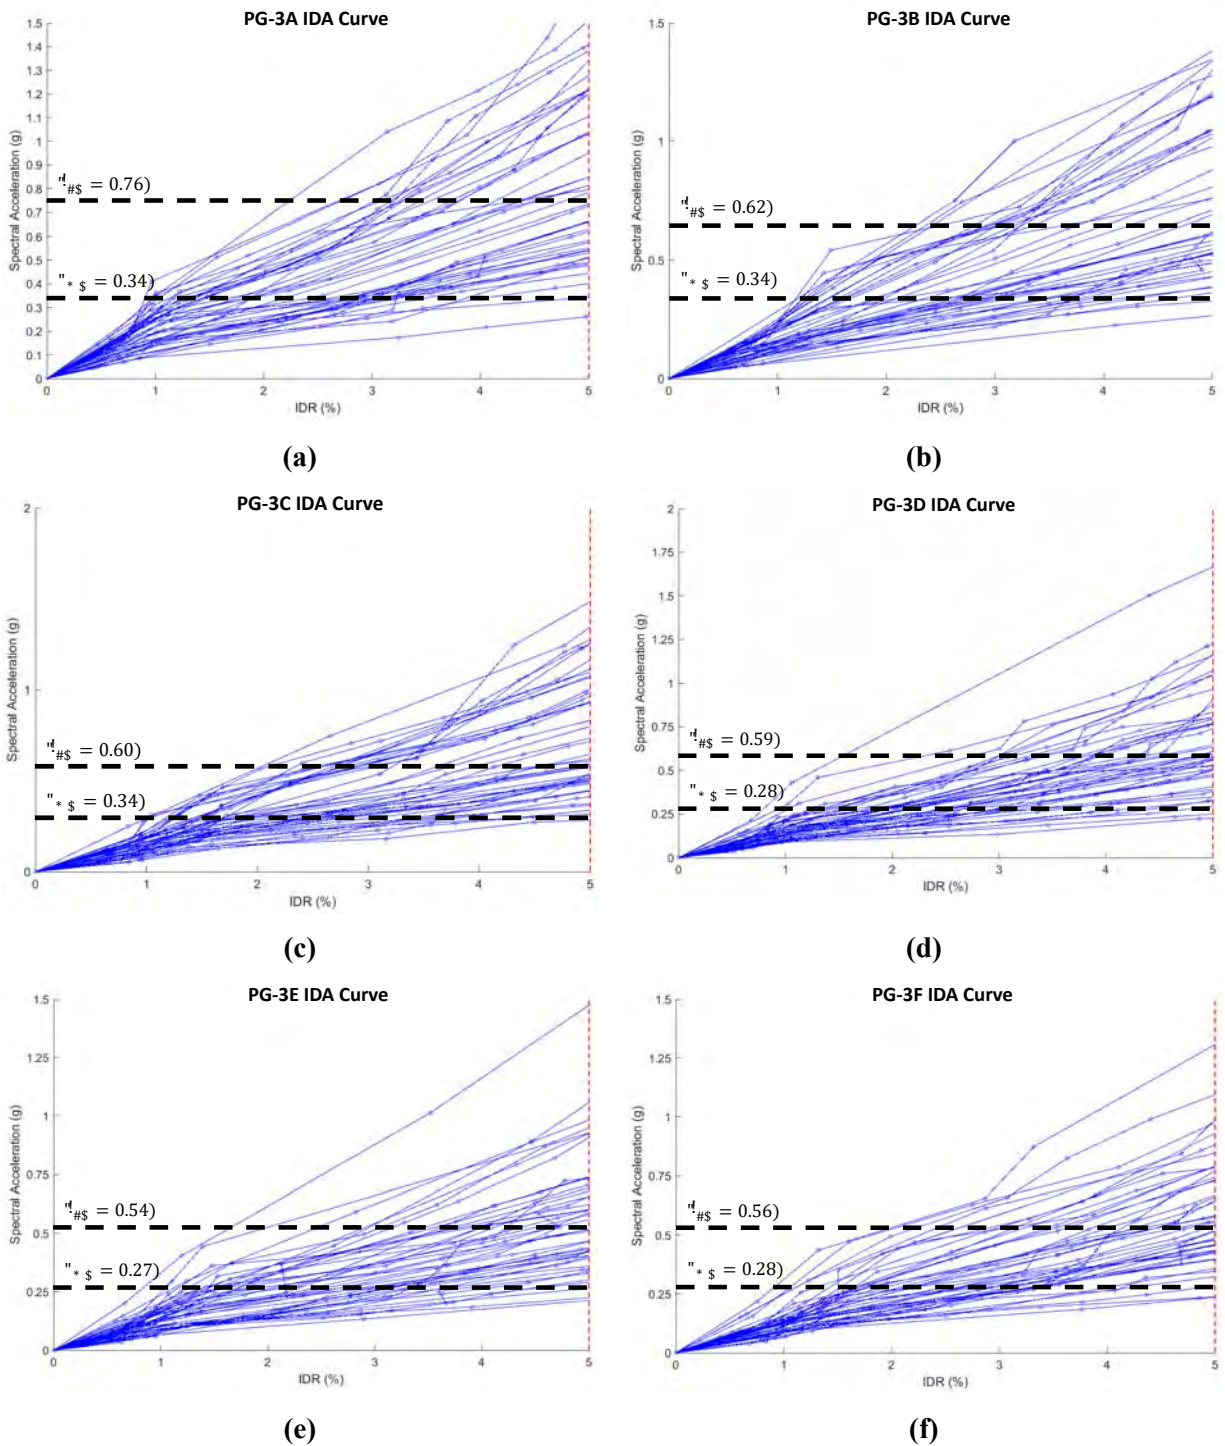 PG-3A IDA Curve
1.5
1.4
1.3
1.2
1.1
1
0.9
0.8
0.7
0.6
0.5
0.4
0.3
0.2
0.1
0
Spectral Acceleration (g)
"!#$ = 0.76)
"* $ = 0.34)
0 1 2 3 4 5
IDR (%)
(a)
PG-3B IDA Curve
1.5
1
0.5
0
Spectral Acceleration (g)
"!#$ = 0.62)
"* $ = 0.34)
0 1 2 3 4 5
IDR (%)
(b)
PG-3C IDA Curve
2
1
0
Spectral Acceleration (g)
"!#$ = 0.60)
"* $ = 0.34)
0 1 2 3 4 5
IDR (%)
(c)
PG-3D IDA Curve
2
1.75
1.5
1.25
1
0.75
0.5
0.25
0
Spectral Acceleration (g)
"!#$ = 0.59)
"* $ = 0.28)
0 1 2 3 4 5
IDR (%)
(d)
PG-3E IDA Curve
1.5
1.25
1
0.75
0.5
0.25
0
Spectral Acceleration (g)
"!#$ = 0.54)
"* $ = 0.27)
0 1 2 3 4 5
IDR (%)
(e)
PG-3F IDA Curve
1.5
1.25
1
0.75
0.5
0.25
0
Spectral Acceleration (g)
"!#$ = 0.56)
"* $ = 0.28)
0 1 2 3 4 5
IDR (%)
(f)